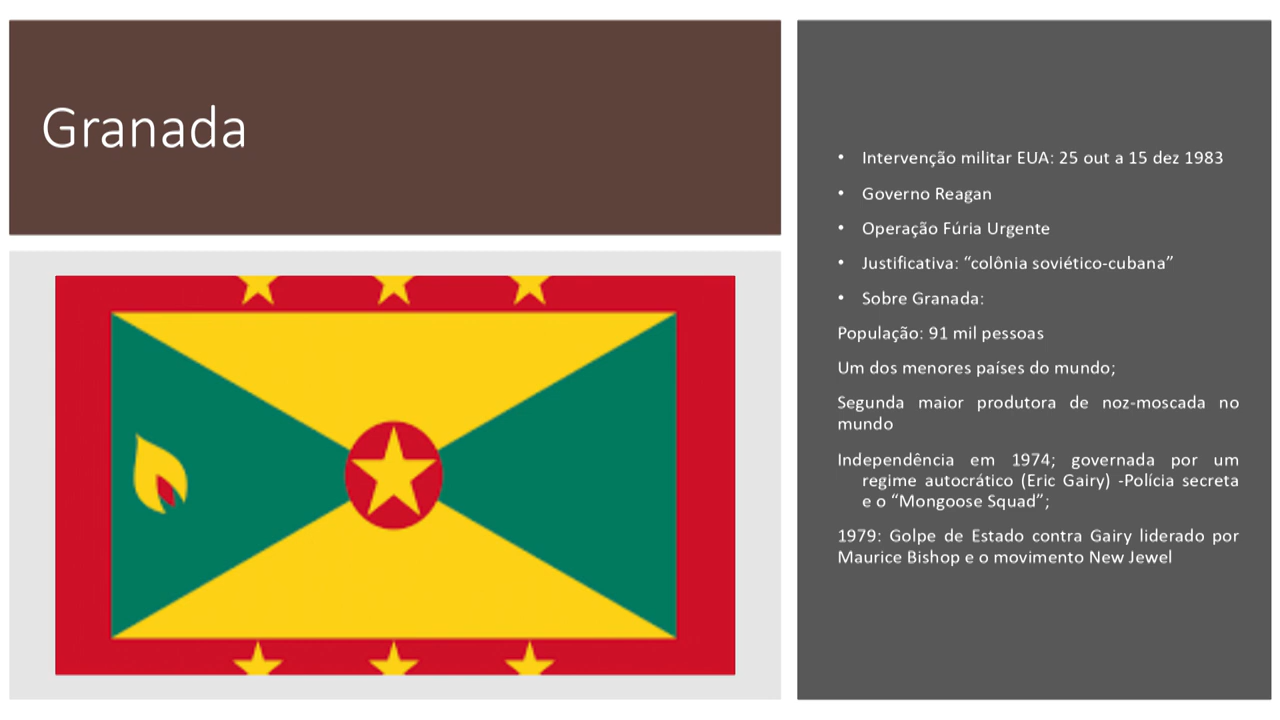 Granada
• Intervenção militar EUA: 25 out a 15 dez 1983
• Governo Reagan
• Operação Fúria Urgente
• Justificativa: “colônia soviético-cubana”
• Sobre Granada:
População: 91 mil pessoas
Um dos menores países do mundo;
Segunda maior produtora de noz-moscada no
mundo
Independência em 1974; governada por um
regime autocrático (Eric Gairy) -Polícia secreta
e o “Mongoose Squad”;
1979: Golpe de Estado contra Gairy liderado por
Maurice Bishop e o movimento New Jewel